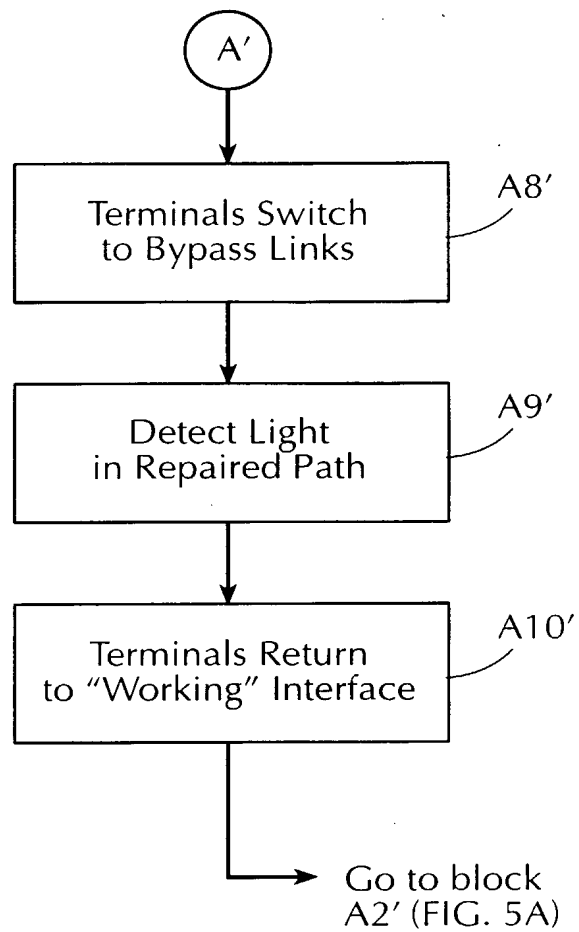 A′
Terminals Switch
to Bypass Links
A8′
Detect Light
in Repaired Path
A9′
Terminals Return
to “Working” Interface
A10′
Go to block
A2′ (FIG. 5A)